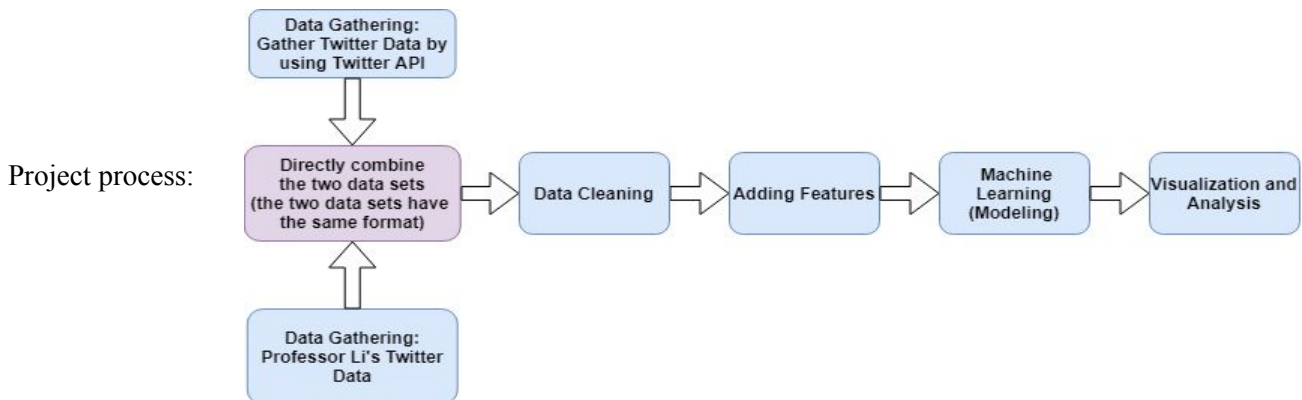 Data Gathering:
Gather Twitter Data by
using Twitter API
Project process:
Directly combine
the two data sets
(the two data sets have
the same format)
Data Cleaning
Adding Features
Machine
Learning
(Modeling)
Visualization and
Analysis
Data Gathering:
Professor Li's Twitter
Data